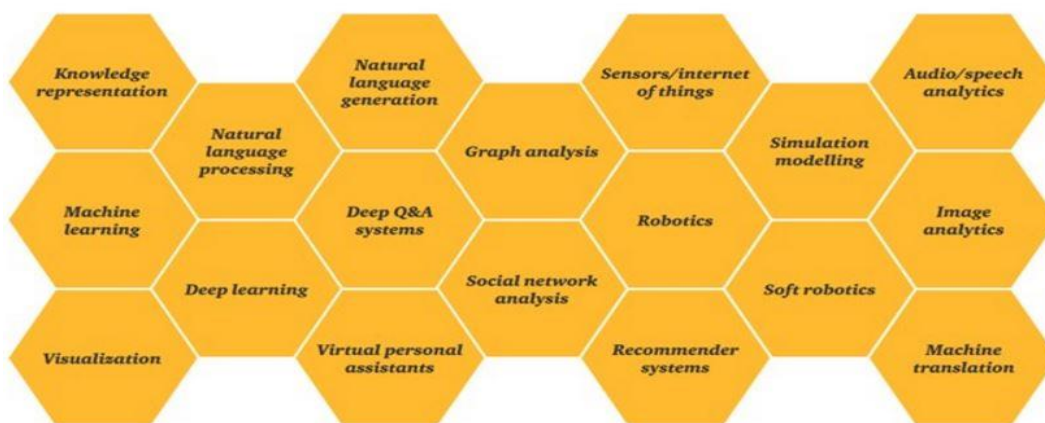 Knowledge
representation
Natural
language
generation
Sensors/internet
of things
Audio/speech
analytics
Natural
language
processing
Graph analysis
Simulation
modelling
Machine
learning
Deep Q&A
systems
Robotics
Image
analytics
Deep learning
Social network
analysis
Soft robotics
Visualization
Virtual personal
assistants
Recommender
systems
Machine
translation